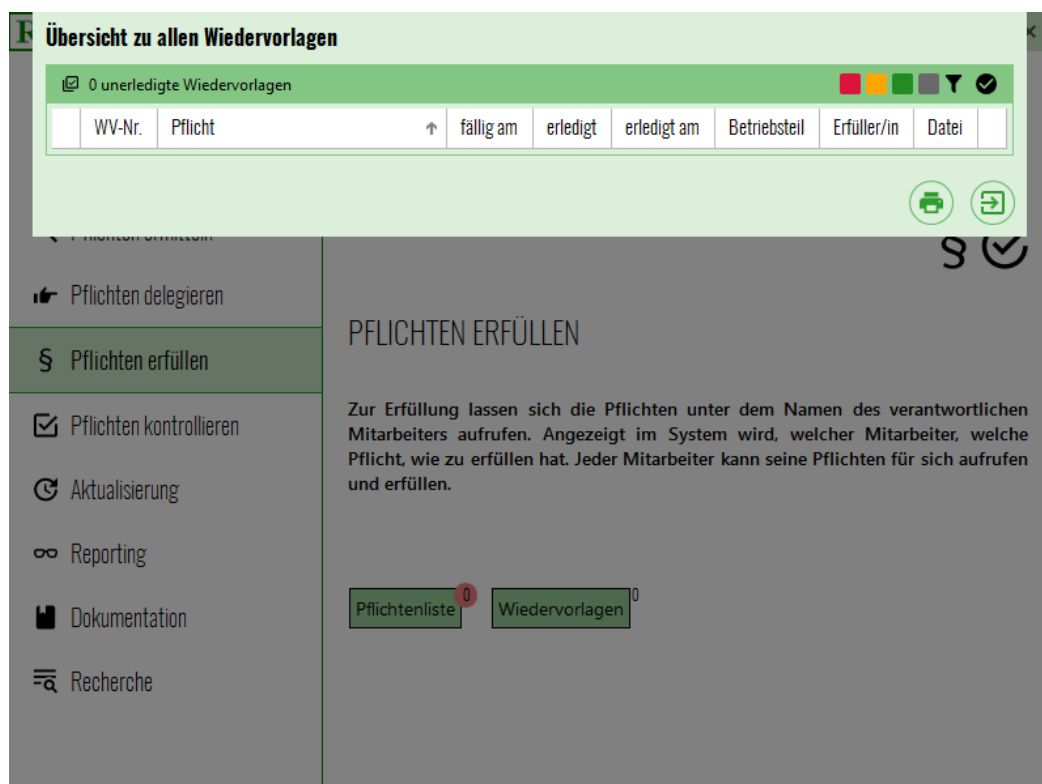 R
Übersicht zu allen Wiedervorlagen
0 unerledigte Wiedervorlagen
WV-Nr. Pflicht fällig am erledigt erledigt am Betriebsteil Erfüller/in Datei
Pflichten ermitteln
§
Pflichten delegieren
§ Pflichten erfüllen
Pflichten kontrollieren
Aktualisierung
Reporting
Dokumentation
Recherche
PFLICHTEN ERFÜLLEN
Zur Erfüllung lassen sich die Pflichten unter dem Namen des verantwortlichen
Mitarbeiters aufrufen. Angezeigt im System wird, welcher Mitarbeiter, welche
Pflicht, wie zu erfüllen hat. Jeder Mitarbeiter kann seine Pflichten für sich aufrufen
und erfüllen.
Pflichtenliste 0 Wiedervorlagen 0